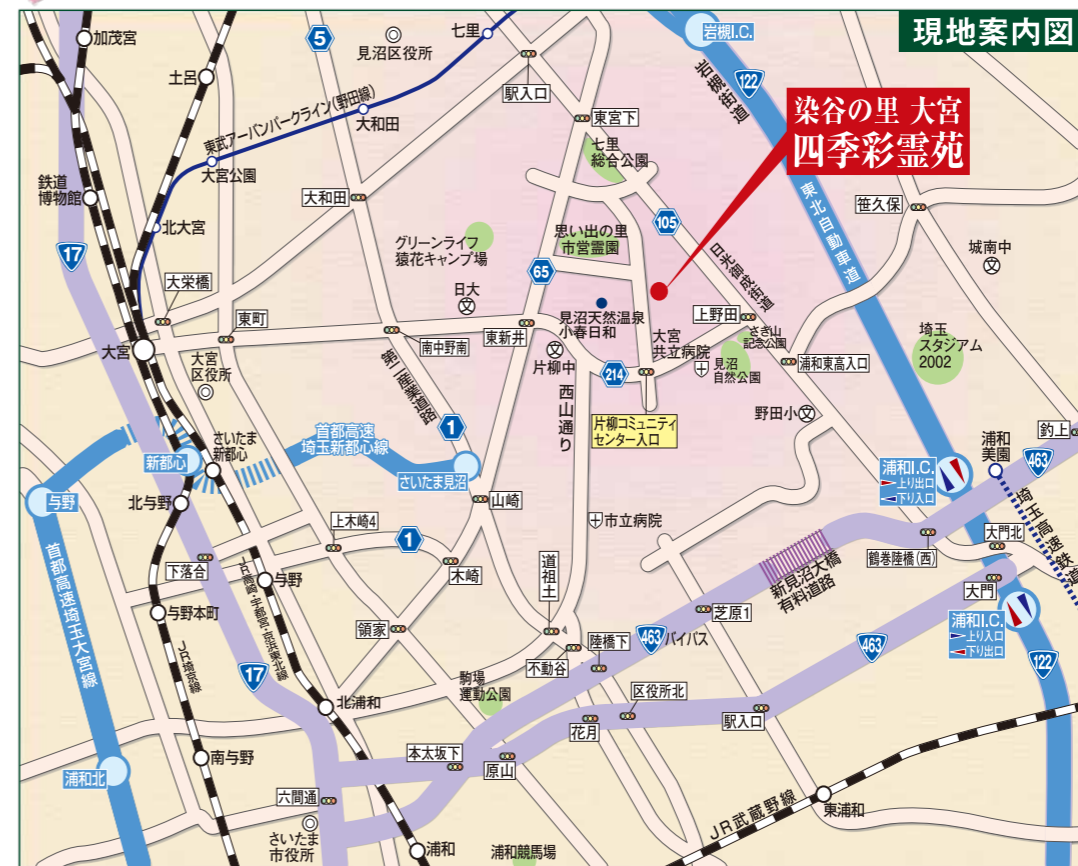 現地案内図
加茂宮
5
見沼区役所
七里
岩槻I.C.
土呂
122
駅入口
岩槻街道
染谷の里 大宮
四季彩霊苑
東武アーバンパークライン(野田線)
大和田
東宮下
大宮公園
七里
総合公園
鉄道
博物館
大和田
東北自動車道
笹久保
北大宮
105
グリーンライフ
猿花キャンプ場
思い出の里
市営霊園
日光御成街道
城南中
17
65
大栄橋
日大
文
文
東町
見沼天然温泉
小春日和
上野田
大宮
南中野南
東新井
大宮
共立病院
さぎ山
記念公園
埼玉
スタジアム
2002
大宮
区役所
第二産業道路
文
片柳中
214
見沼
自然公園
浦和東高入口
西山通り
野田小
文
片柳コミュニティ
センター入口
釣上
さいたま
新都心
首都高速
埼玉新都心線
1
浦和
美園
463
新都心
さいたま見沼
浦和I.C.
上り出口
下り入口
与野
北与野
山崎
埼玉高速鉄道
上木崎4
市立病院
1
鶴巻陸橋(西)
大門北
下落合
木崎
道祖土
新見沼大橋
有料道路
大門
首都高速埼玉大宮線
与野
JR高崎・宇都宮・京浜東北線
与野本町
領家
芝原1
浦和I.C.
上り入口
下り出口
陸橋下
463
バイパス
463
不動谷
JR埼京線
17
駒場
運動公園
122
北浦和
区役所北
駅入口
花月
本太坂下
原山
南与野
浦和北
六間通
東浦和
さいたま
市役所
JR武蔵野線
浦和
浦和競馬場